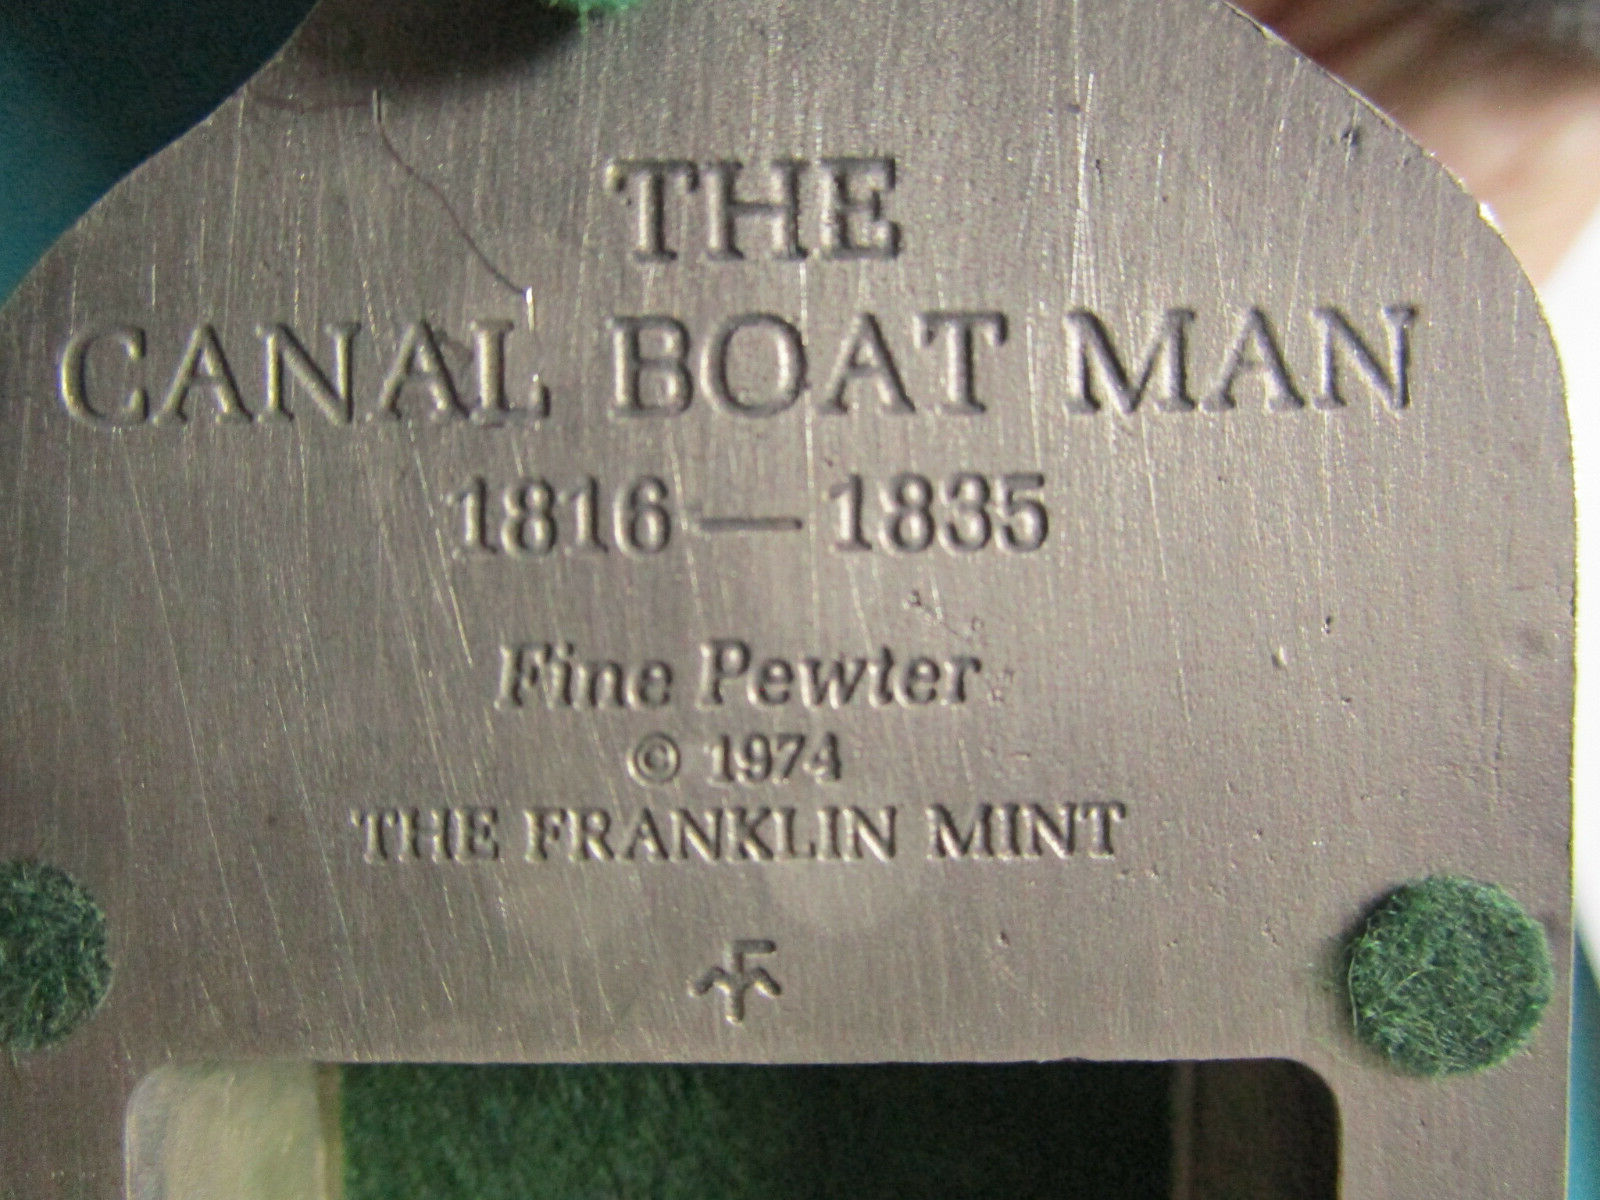 THE
CANAL BOAT MAN
1816—1835
Fine Pewter
© 1974
THE FRANKLIN MINT